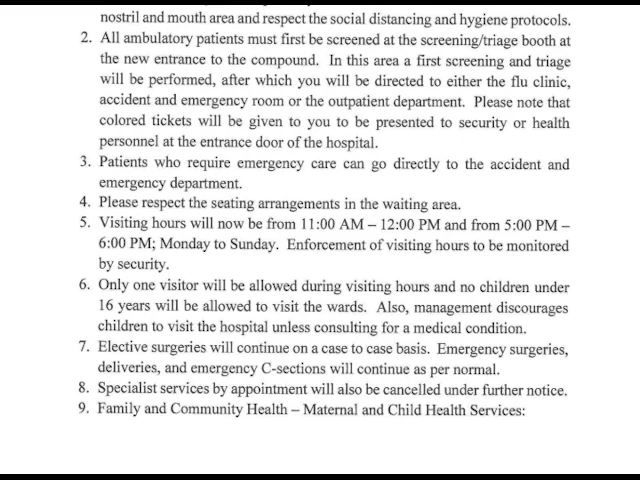 nostril and mouth area and respect the social distancing and hygiene protocols.
2. All ambulatory patients must first be screened at the screening/triage booth at
the new entrance to the compound. In this area a first screening and triage
will be performed, after which you will be directed to either the flu clinic,
accident and emergency room or the outpatient department. Please note that
colored tickets will be given to you to be presented to security or health
personnel at the entrance door of the hospital.
3. Patients who require emergency care can go directly to the accident and
emergency department.
4. Please respect the seating arrangements in the waiting area.
5. Visiting hours will now be from 11:00 AM – 12:00 PM and from 5:00 PM –
6:00 PM; Monday to Sunday. Enforcement of visiting hours to be monitored
by security.
6. Only one visitor will be allowed during visiting hours and no children under
16 years will be allowed to visit the wards. Also, management discourages
children to visit the hospital unless consulting for a medical condition.
7. Elective surgeries will continue on a case to case basis. Emergency surgeries,
deliveries, and emergency C-sections will continue as per normal.
8. Specialist services by appointment will also be cancelled under further notice.
9. Family and Community Health – Maternal and Child Health Services: